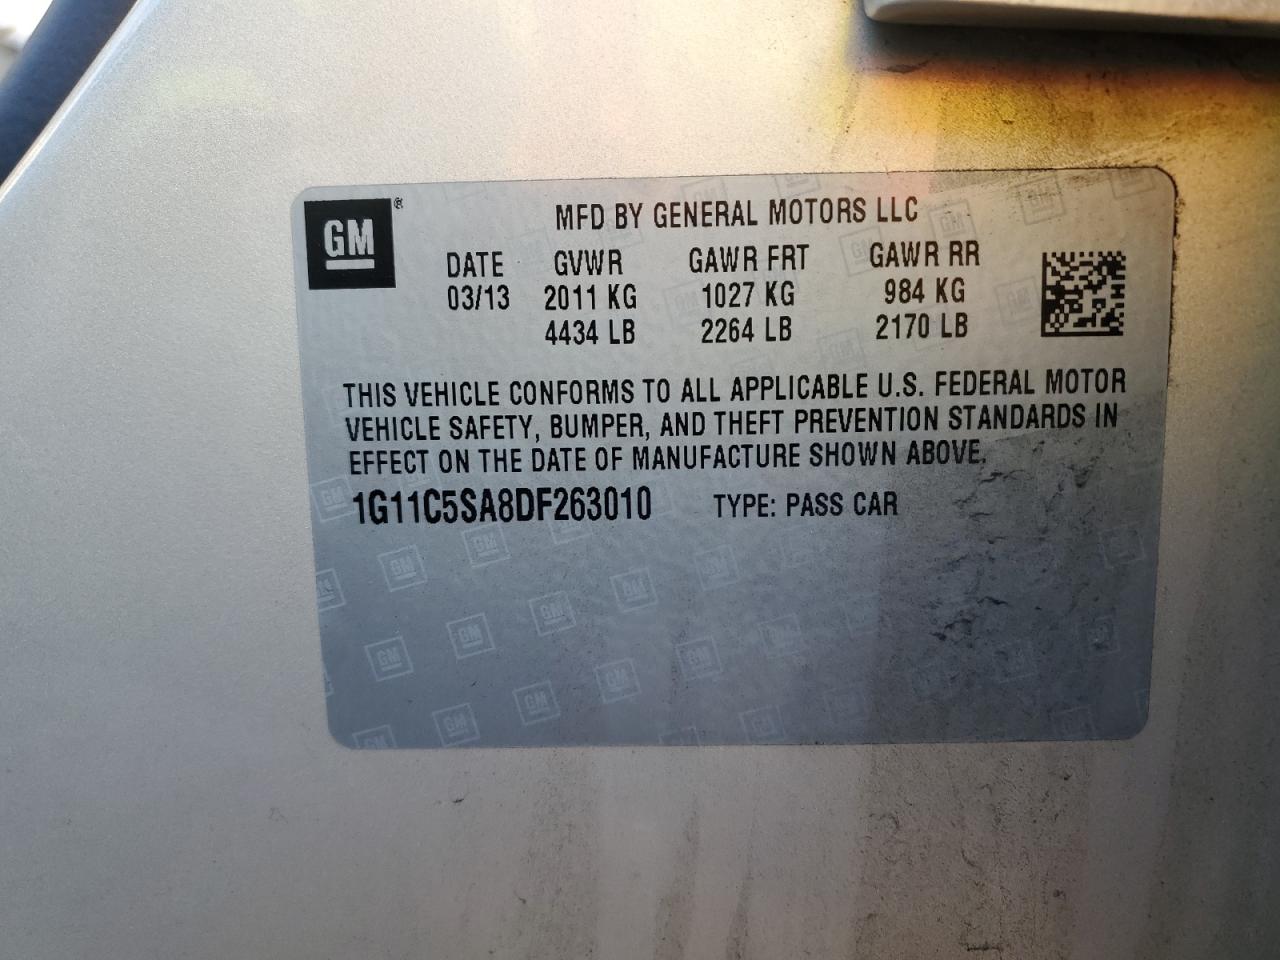 GM ®
MFD BY GENERAL MOTORS LLC
DATE GVWR GAWR FRT GAWR RR
03/13 2011 KG 1027 KG 984 KG
4434 LB 2264 LB 2170 LB
THIS VEHICLE CONFORMS TO ALL APPLICABLE U.S. FEDERAL MOTOR
VEHICLE SAFETY, BUMPER, AND THEFT PREVENTION STANDARDS IN
EFFECT ON THE DATE OF MANUFACTURE SHOWN ABOVE.
1G11C5SA8DF263010 TYPE: PASS CAR